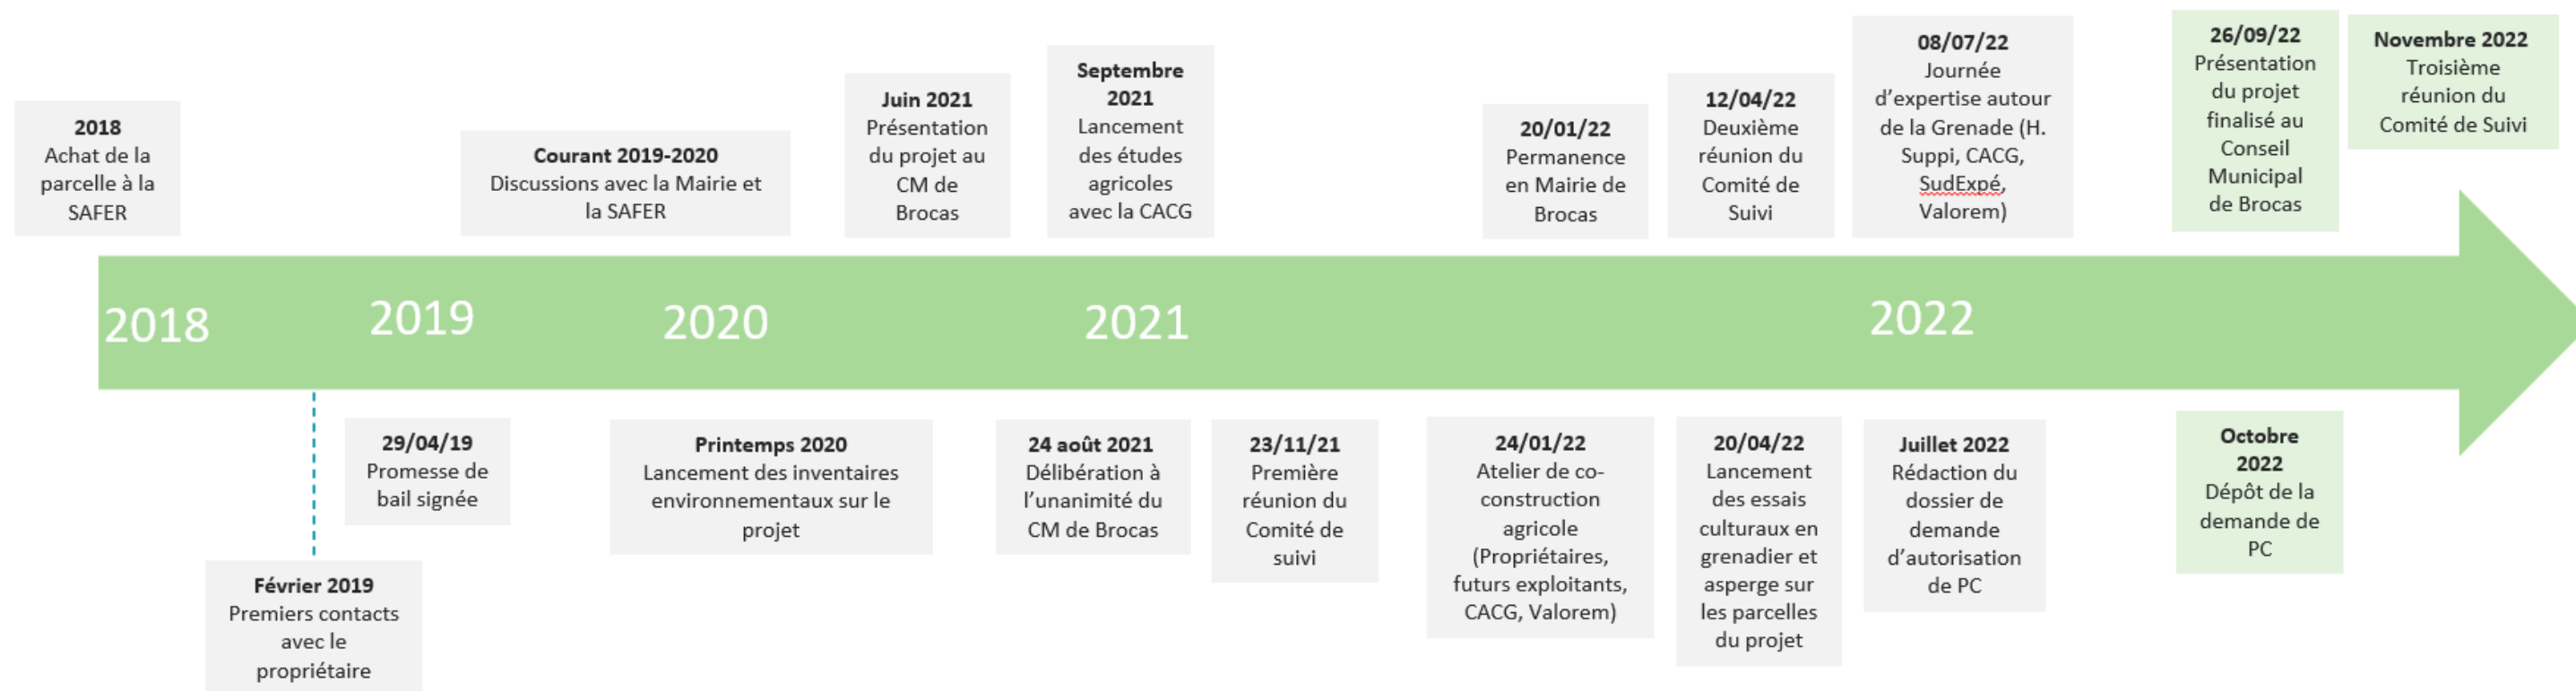 2018
Achat de la
parcelle à la
SAFER
Courant 2019-2020
Discussions avec la Mairie et
la SAFER
Juin 2021
Présentation
du projet au
CM de
Brocas
Septembre
2021
Lancement
des études
agricoles
avec la CACG
20/01/22
Permanence
en Mairie de
Brocas
12/04/22
Deuxième
réunion du
Comité de
Suivi
08/07/22
Journée
d’expertise autour
de la Grenade (H.
Suppi, CACG,
SudExpé,
Valorem)
26/09/22
Présentation
du projet
finalisé au
Conseil
Municipal
de Brocas
Novembre 2022
Troisième
réunion du
Comité de Suivi
2018
2019
2020
2021
2022
Février 2019
Premiers contacts
avec le
propriétaire
29/04/19
Promesse de
bail signée
Printemps 2020
Lancement des inventaires
environnementaux sur le
projet
24 août 2021
Délibération à
l’unanimité du
CM de Brocas
23/11/21
Première
réunion du
Comité de
suivi
24/01/22
Atelier de co-
construction
agricole
(Propriétaires,
futurs exploitants,
CACG, Valorem)
20/04/22
Lancement
des essais
culturaux en
grenadier et
asperge sur
les parcelles
du projet
Juillet 2022
Rédaction du
dossier de
demande
d’autorisation
de PC
Octobre
2022
Dépôt de la
demande de
PC